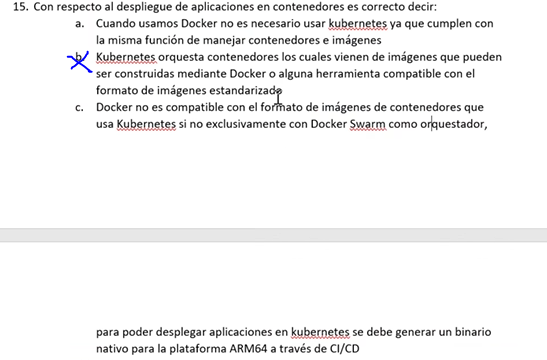 15. Con respecto al despliegue de aplicaciones en contenedores es correcto decir:
a. Cuando usamos Docker no es necesario usar kubernetes ya que cumplen con
la misma función de manejar contenedores e imágenes
b. Kubernetes orquesta contenedores los cuales vienen de imágenes que pueden
ser construidas mediante Docker o alguna herramienta compatible con el
formato de imágenes estandarizado
c. Docker no es compatible con el formato de imágenes de contenedores que
usa Kubernetes si no exclusivamente con Docker Swarm como orquestador,
para poder desplegar aplicaciones en kubernetes se debe generar un binario
nativo para la plataforma ARM64 a través de CI/CD